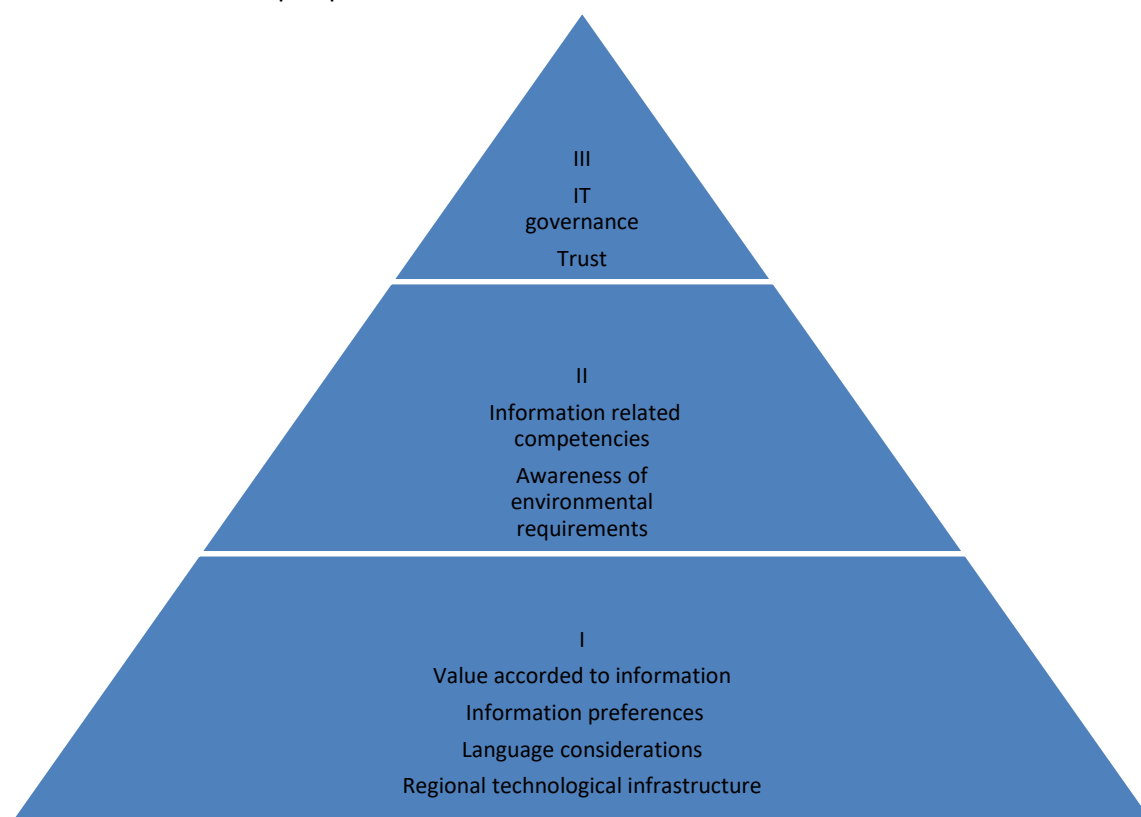 III
IT
governance
Trust
II
Information related
competencies
Awareness of
environmental
requirements
I
Value accorded to information
Information preferences
Language considerations
Regional technological infrastructure